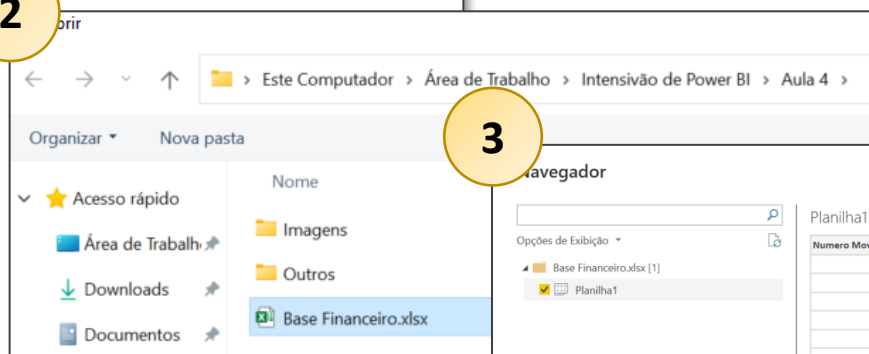 2
brir
Este Computador > Área de Trabalho > Intensivão de Power BI > Aula 4 >
Organizar Nova pasta
Nome
Acesso rápido
Imagens
Área de Trabalh
Outros
Downloads
Base Financeiro.xlsx
Documentos
3
Navegador
Opções de Exibição
Base Financeiro.xlsx [1]
Planilha1
Planilha1
Numero Mov